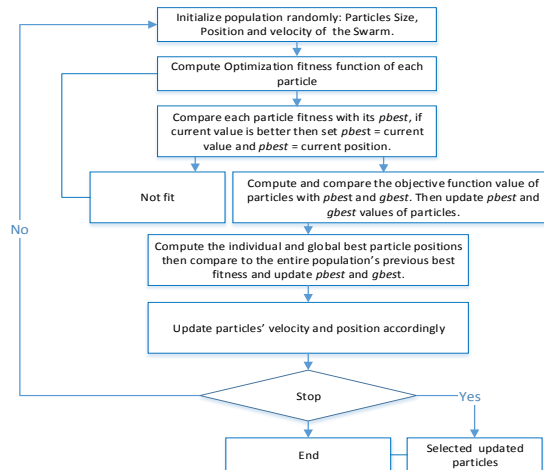 Initialize population randomly: Particles Size,
Position and velocity of the Swarm.
Compute Optimization fitness function of each
particle
Compare each particle fitness with its pbest, if
current value is better then set pbest = current
value and pbest = current position.
Not fit
Compute and compare the objective function value of
particles with pbest and gbest. Then update pbest and
gbest values of particles.
No
Compute the individual and global best particle positions
then compare to the entire population's previous best
fitness and update pbest and gbest.
Update particles' velocity and position accordingly
Stop
Yes
End
Selected updated
particles